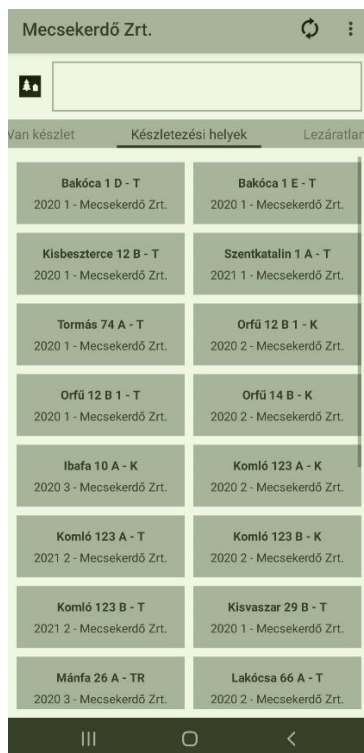 Mecsekerdő Zrt.
Van készlet Készletezési helyek Lezáratlan
Bakóca 1 D - T
2020 1 - Mecsekerdő Zrt.
Bakóca 1 E - T
2020 1 - Mecsekerdő Zrt.
Kisbeszterce 12 B - T
2020 1 - Mecsekerdő Zrt.
Szentkatalin 1 A - T
2021 1 - Mecsekerdő Zrt.
Tormás 74 A - T
2020 1 - Mecsekerdő Zrt.
Orfű 12 B 1 - K
2020 2 - Mecsekerdő Zrt.
Orfű 12 B 1 - T
2020 1 - Mecsekerdő Zrt.
Orfű 14 B - K
2020 2 - Mecsekerdő Zrt.
Ibafa 10 A - K
2020 3 - Mecsekerdő Zrt.
Komló 123 A - K
2020 2 - Mecsekerdő Zrt.
Komló 123 A - T
2021 2 - Mecsekerdő Zrt.
Komló 123 B - K
2020 2 - Mecsekerdő Zrt.
Komló 123 B - T
2021 2 - Mecsekerdő Zrt.
Kisvaszar 29 B - T
2020 1 - Mecsekerdő Zrt.
Mánfa 26 A - TR
2020 3 - Mecsekerdő Zrt.
Lakócsa 66 A - T
2020 2 - Mecsekerdő Zrt.